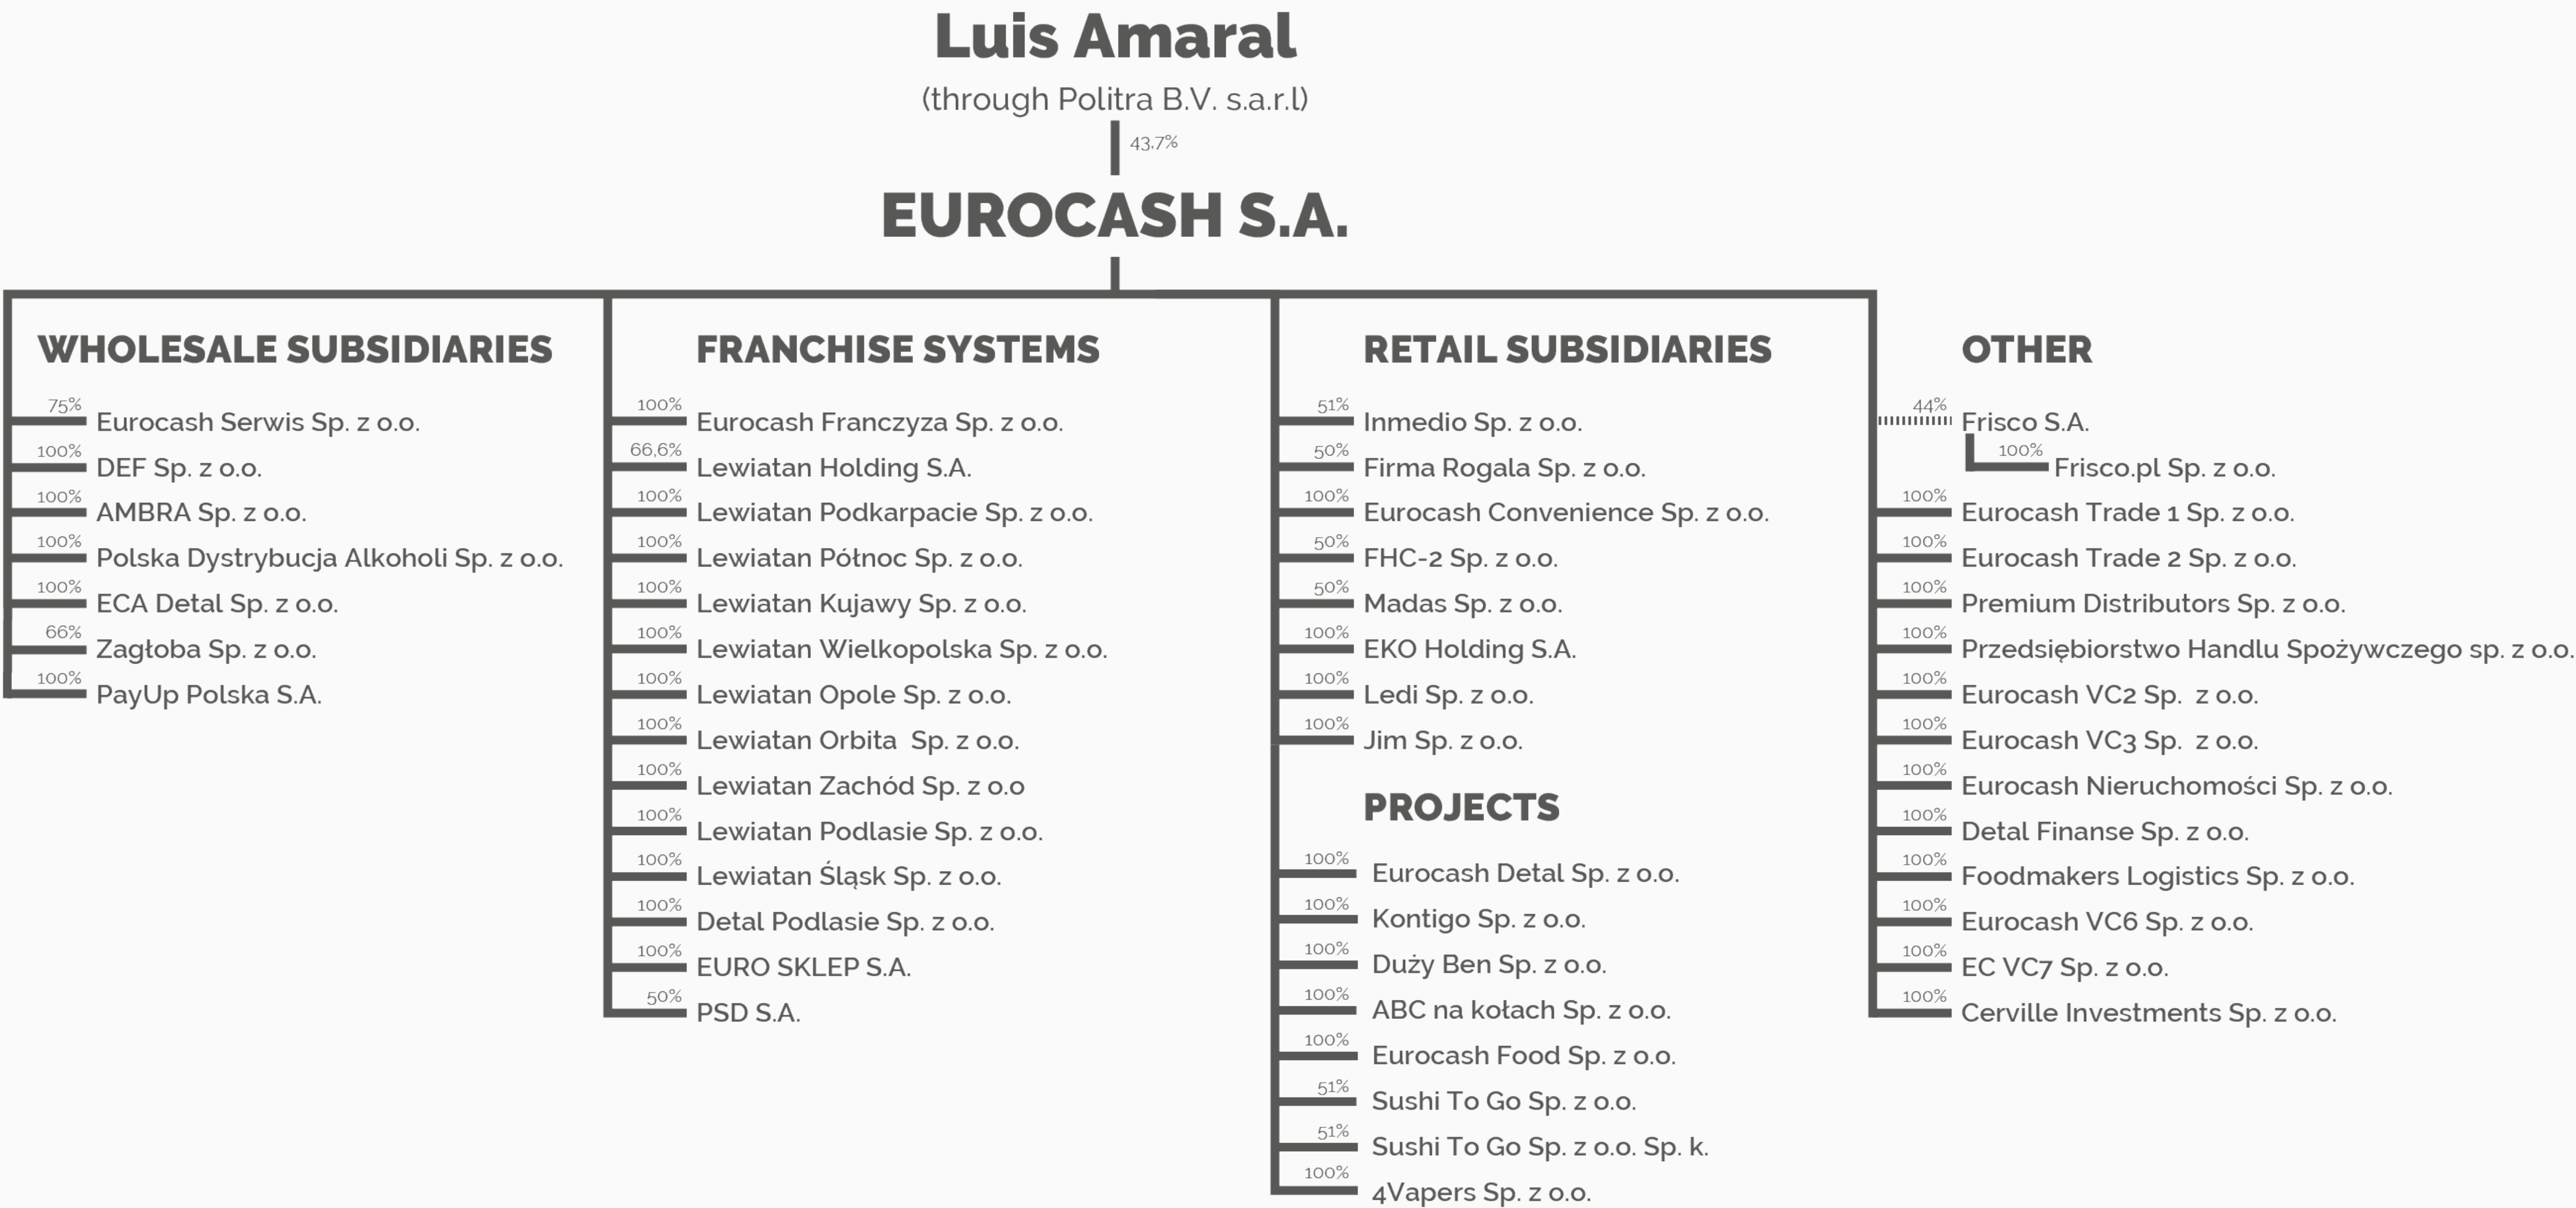 Luis Amaral
(through Politra B.V. s.a.r.l)
43,7%
EUROCASH S.A.
WHOLESALE SUBSIDIARIES
75% Eurocash Serwis Sp. z o.o.
100% DEF Sp. z o.o.
100% AMBRA Sp. z o.o.
100% Polska Dystrybucja Alkoholi Sp. z o.o.
100% ECA Detal Sp. z o.o.
66% Zagłoba Sp. z o.o.
100% PayUp Polska S.A.
FRANCHISE SYSTEMS
100% Eurocash Franczyza Sp. z o.o.
66,6% Lewiatan Holding S.A.
100% Lewiatan Podkarpacie Sp. z o.o.
100% Lewiatan Północ Sp. z o.o.
100% Lewiatan Kujawy Sp. z o.o.
100% Lewiatan Wielkopolska Sp. z o.o.
100% Lewiatan Opole Sp. z o.o.
100% Lewiatan Orbita Sp. z o.o.
100% Lewiatan Zachód Sp. z o.o
100% Lewiatan Podlasie Sp. z o.o.
100% Lewiatan Śląsk Sp. z o.o.
100% Detal Podlasie Sp. z o.o.
100% EURO SKLEP S.A.
50% PSD S.A.
RETAIL SUBSIDIARIES
51% Inmedio Sp. z o.o.
50% Firma Rogala Sp. z o.o.
100% Eurocash Convenience Sp. z o.o.
50% FHC-2 Sp. z o.o.
50% Madas Sp. z o.o.
100% EKO Holding S.A.
100% Ledi Sp. z o.o.
100% Jim Sp. z o.o.
PROJECTS
100% Eurocash Detal Sp. z o.o.
100% Kontigo Sp. z o.o.
100% Duży Ben Sp. z o.o.
100% ABC na kołach Sp. z o.o.
100% Eurocash Food Sp. z o.o.
51% Sushi To Go Sp. z o.o.
51% Sushi To Go Sp. z o.o. Sp. k.
100% 4Vapers Sp. z o.o.
OTHER
44% Frisco S.A.
100% Frisco.pl Sp. z o.o.
100% Eurocash Trade 1 Sp. z o.o.
100% Eurocash Trade 2 Sp. z o.o.
100% Premium Distributors Sp. z o.o.
100% Przedsiębiorstwo Handlu Spożywczego sp. z o.o.
100% Eurocash VC2 Sp. z o.o.
100% Eurocash VC3 Sp. z o.o.
100% Eurocash Nieruchomości Sp. z o.o.
100% Detal Finanse Sp. z o.o.
100% Foodmakers Logistics Sp. z o.o.
100% Eurocash VC6 Sp. z o.o.
100% EC VC7 Sp. z o.o.
100% Cerville Investments Sp. z o.o.